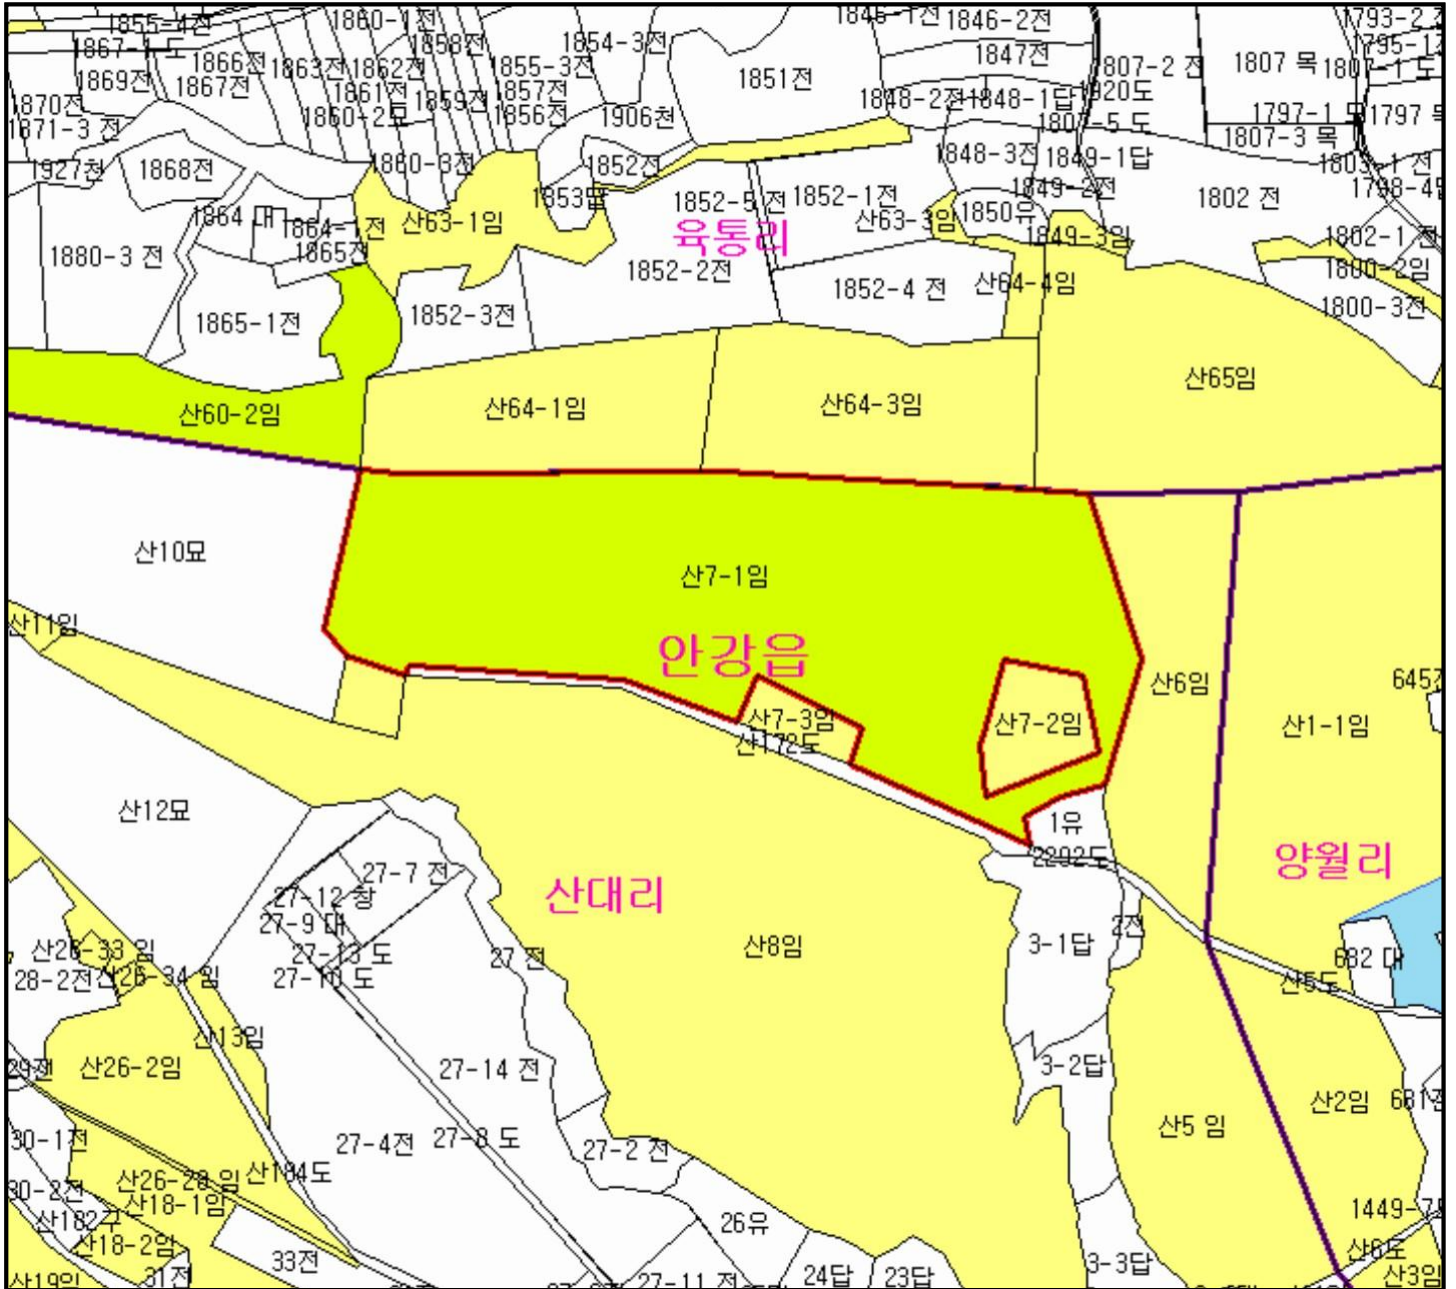 1855-4전
1860-1전
1846-1전
1846-2전
1867-1도
1866전
1863전
1862전
1858전
1854-3전
1847전
1807-2 전
1807 목
1807-1 도
1869전
1867전
1861전
1859전
1855-3전
1857전
1851전
1848-2전
1848-1답
1920도
1870전
1871-3 전
1860-2묘
1856전
1906천
1807-5 도
1797-1 목
1807-3 목
1927천
1868전
1860-3전
1852전
1848-3전
1849-1답
1803-1 전
1853답
1852-5 전
1852-1전
1849-2전
1802 전
1864 대
1864-1전
산63-1임
산63-3임
1850유
1849-3임
1802-1 전
1880-3 전
1865전
육통리
1852-2전
1852-4 전
산64-4임
1800-2임
1865-1전
1852-3전
1800-3전
산60-2임
산64-1임
산64-3임
산65임
산10묘
산7-1임
산11임
안강읍
산6임
산7-3임
산7-2임
산1-1임
산172도
산12묘
1유
2202도
양월리
27-7 전
27-12 창
산대리
27-9 대
2전
산26-33 임
27-13 도
27 전
산8임
3-1답
682 대
28-2전
산26-34 임
27-10 도
산5도
산13임
29전
산26-2임
27-14 전
3-2답
산2임
30-1전
27-4전
27-8 도
27-2 전
산5 임
산26-28 임
산184도
30-2전
산18-1임
산182구
26유
산18-2임
산6도
33전
3-3답
산19임
31전
27-11 전
24답
23답
산3임